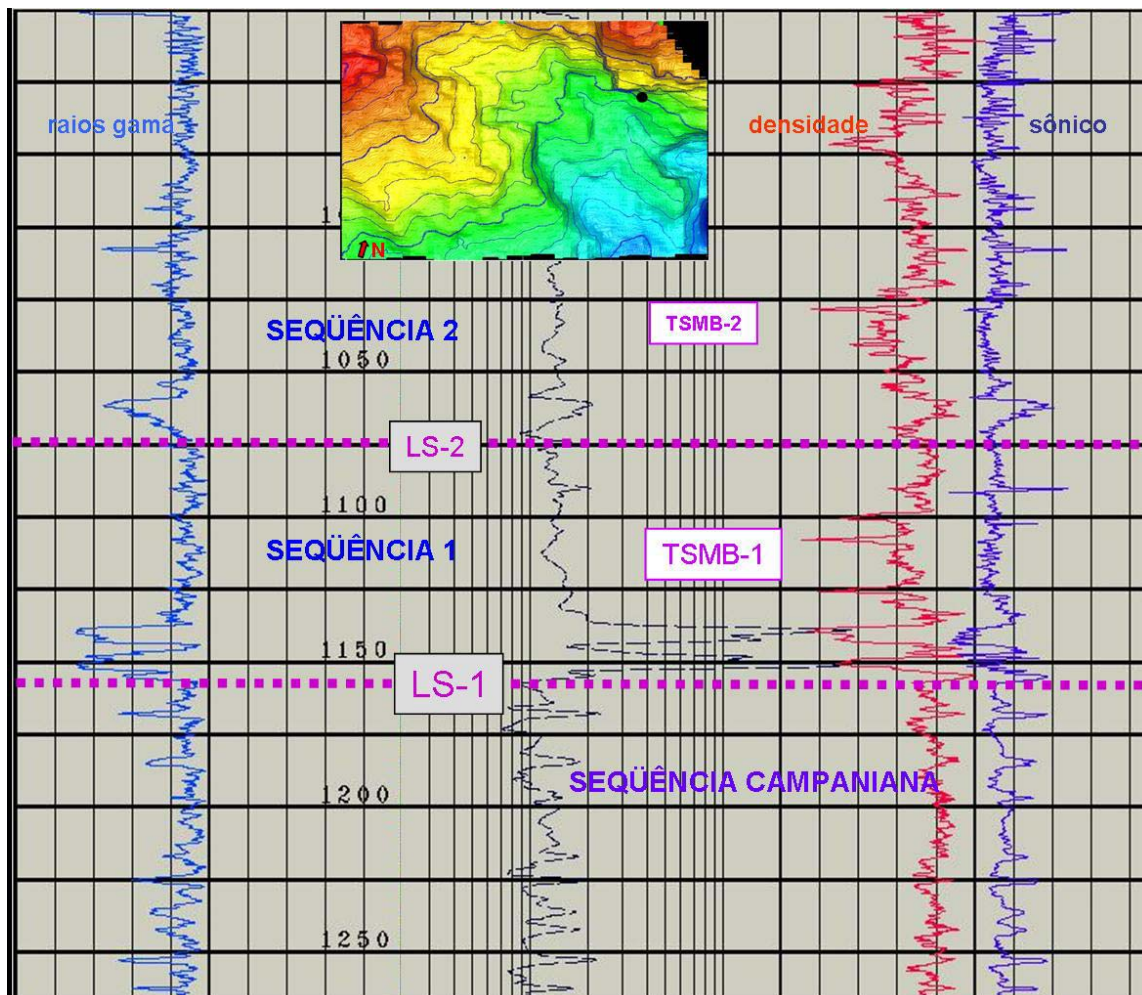 raios gama
densidade
sônico
N
SEQÜÊNCIA 2
TSMB-2
1050
LS-2
1100
SEQÜÊNCIA 1
TSMB-1
1150
LS-1
SEQÜÊNCIA CAMPANIANA
1200
1250